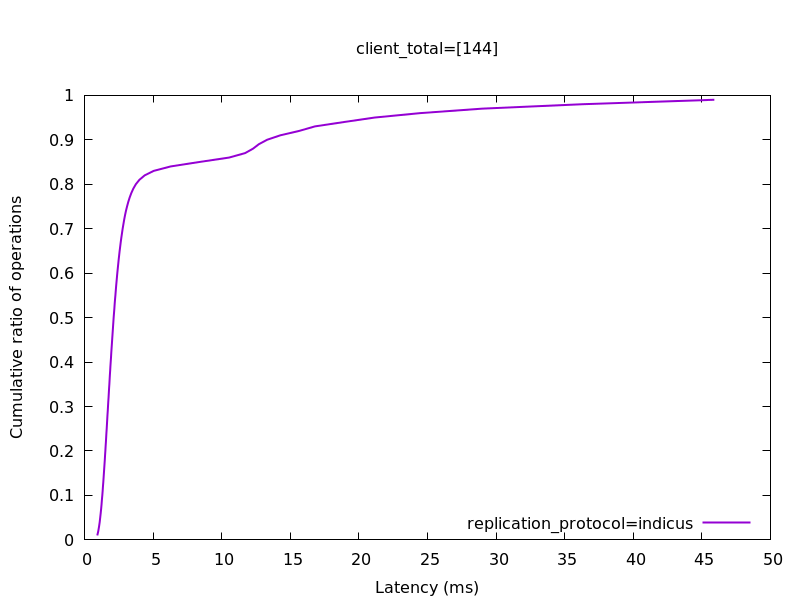 client_total=[144]
1
0.9
0.8
0.7
0.6
0.5
0.4
0.3
0.2
0.1
0
Cumulative ratio of operations
replication_protocol=indicus
0 5 10 15 20 25 30 35 40 45 50
Latency (ms)